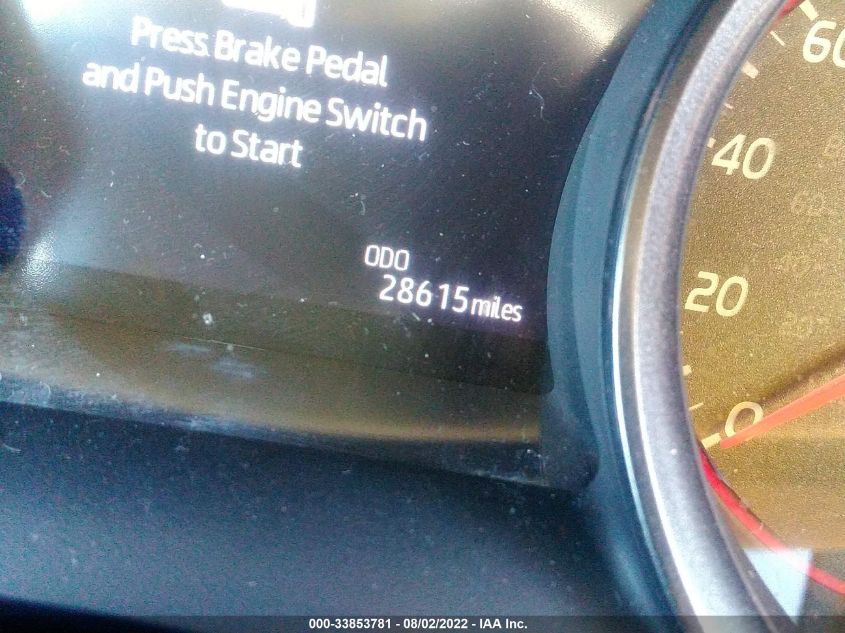 Press Brake Pedal
and Push Engine Switch
to Start
ODO
28615 miles
60
40
20
0
000-33853781 - 08/02/2022 - IAA Inc.